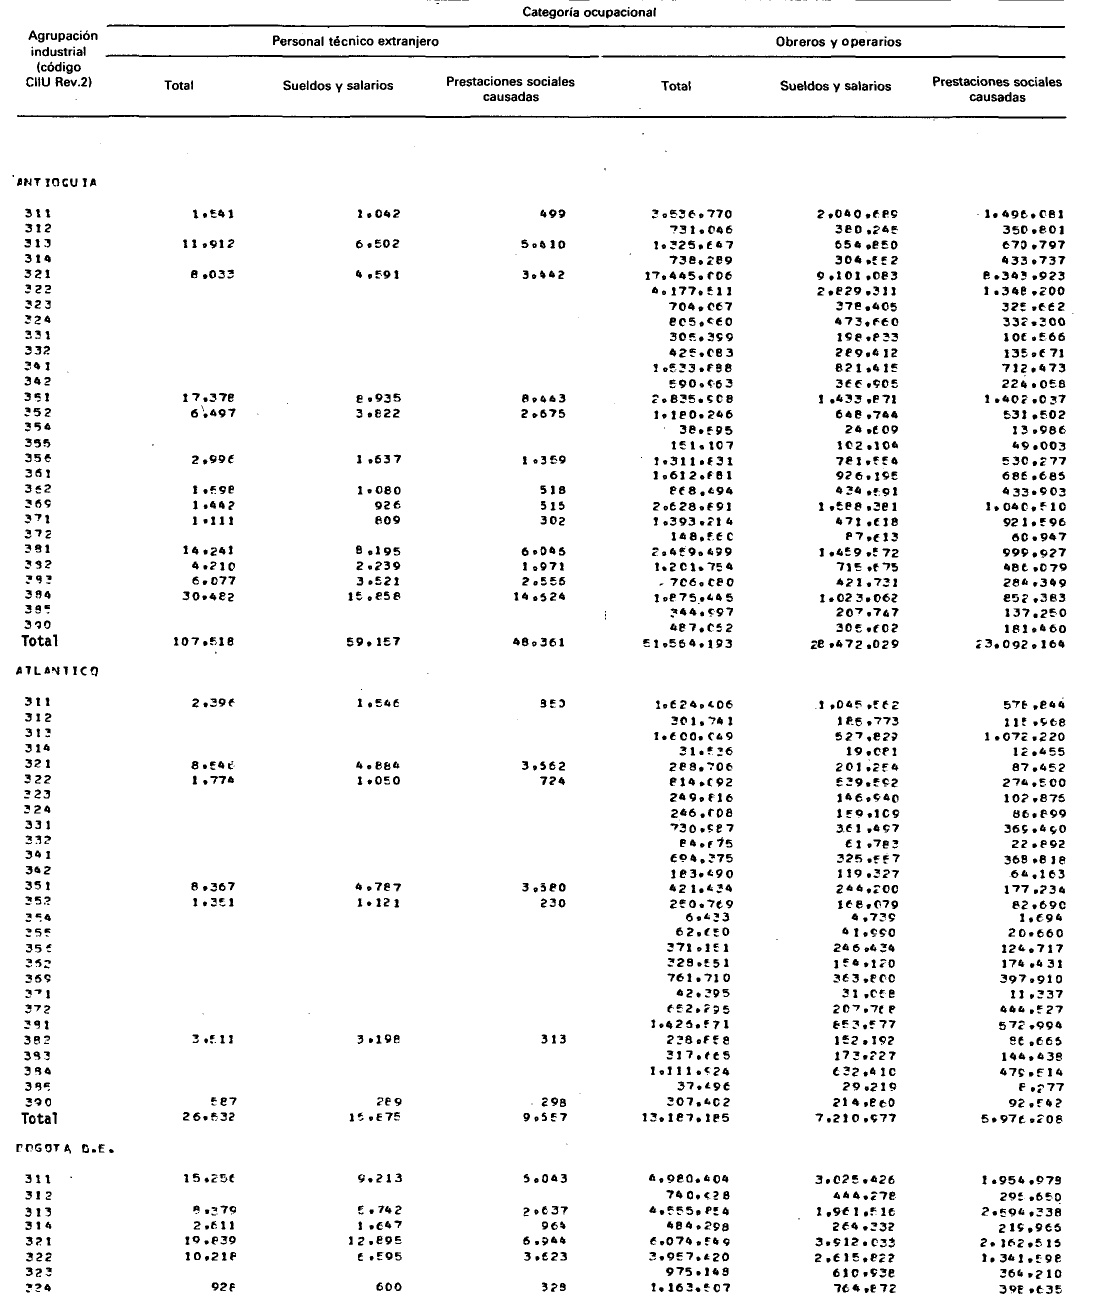 Categoría ocupacional
Agrupación industrial (código CIIU Rev.2)
Personal técnico extranjero Obreros y operarios
Total Sueldos y salarios Prestaciones sociales causadas Total Sueldos y salarios Prestaciones sociales causadas
ANTIOQUIA
311 1.541 1.042 499 3.536.770 2.040.689 1.496.081
312 731.046 380.245 350.801
313 11.912 6.502 5.410 1.325.647 654.850 670.797
314 738.289 304.552 433.737
321 8.033 4.591 3.442 17.445.006 9.101.083 8.343.923
322 4.177.511 2.829.311 1.348.200
323 704.067 378.405 325.662
324 805.960 473.660 332.300
331 305.399 198.833 106.566
332 425.083 289.412 135.671
341 1.533.888 821.415 712.473
342 590.963 366.905 224.058
351 17.378 8.935 8.443 2.835.908 1.433.871 1.402.037
352 6.497 3.822 2.675 1.180.246 648.744 531.502
354 38.595 24.609 13.986
355 151.107 102.104 49.003
356 2.996 1.637 1.359 1.311.831 781.554 530.277
361 1.612.881 926.195 686.685
362 1.598 1.080 518 868.494 434.591 433.903
369 1.442 926 515 2.628.891 1.588.381 1.040.510
371 1.111 809 302 1.393.214 471.618 921.596
372 148.560 87.613 60.947
381 14.241 8.195 6.045 2.459.499 1.459.572 999.927
382 4.210 2.239 1.971 1.201.754 715.675 486.079
383 6.077 3.521 2.556 706.080 421.731 284.349
384 30.482 15.858 14.624 1.875.445 1.023.062 852.383
385 344.997 207.747 137.250
390 487.062 305.602 181.460
Total 107.518 59.157 48.361 51.564.193 28.472.029 23.092.164
ATLANTICO
311 2.396 1.546 850 1.624.406 1.045.562 578.844
312 301.741 185.773 115.968
313 1.600.049 527.829 1.072.220
314 31.536 19.081 12.455
321 8.546 4.884 3.562 288.706 201.254 87.452
322 1.774 1.050 724 814.092 539.592 274.500
323 249.816 146.940 102.875
324 246.008 159.109 86.899
331 730.987 361.497 369.490
332 84.675 61.783 22.892
341 694.375 325.557 368.818
342 183.490 119.327 64.163
351 8.367 4.787 3.580 421.434 244.200 177.234
352 1.351 1.121 230 250.769 168.079 82.690
354 6.433 4.739 1.694
355 62.650 41.990 20.660
356 371.151 246.434 124.717
362 328.551 154.120 174.431
369 761.710 363.800 397.910
371 42.395 31.058 11.337
372 652.295 207.768 444.527
381 1.426.571 853.577 572.994
382 3.511 3.198 313 238.858 152.192 86.665
383 317.665 173.227 144.438
384 1.111.924 632.410 479.514
385 37.496 29.219 8.277
390 587 289 298 307.402 214.860 92.542
Total 26.532 15.875 9.557 13.187.185 7.210.977 5.976.208
BOGOTA D.E.
311 15.256 9.213 5.043 4.980.404 3.025.426 1.954.979
312 740.928 444.278 295.650
313 8.379 5.742 2.637 4.555.854 1.961.516 2.594.338
314 2.611 1.647 964 484.298 264.332 219.965
321 19.839 12.895 6.944 6.074.549 3.912.033 2.162.515
322 10.218 6.595 3.623 3.957.420 2.615.822 1.341.598
323 975.148 610.938 364.210
324 928 600 328 1.163.507 764.872 398.635